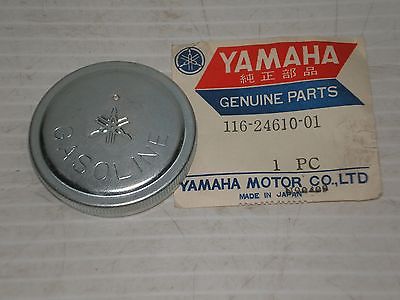 GASOLINE
YAMAHA
純正部品
GENUINE PARTS
116-24610-01
1 PC
YAMAHA MOTOR CO.,LTD
MADE IN JAPAN